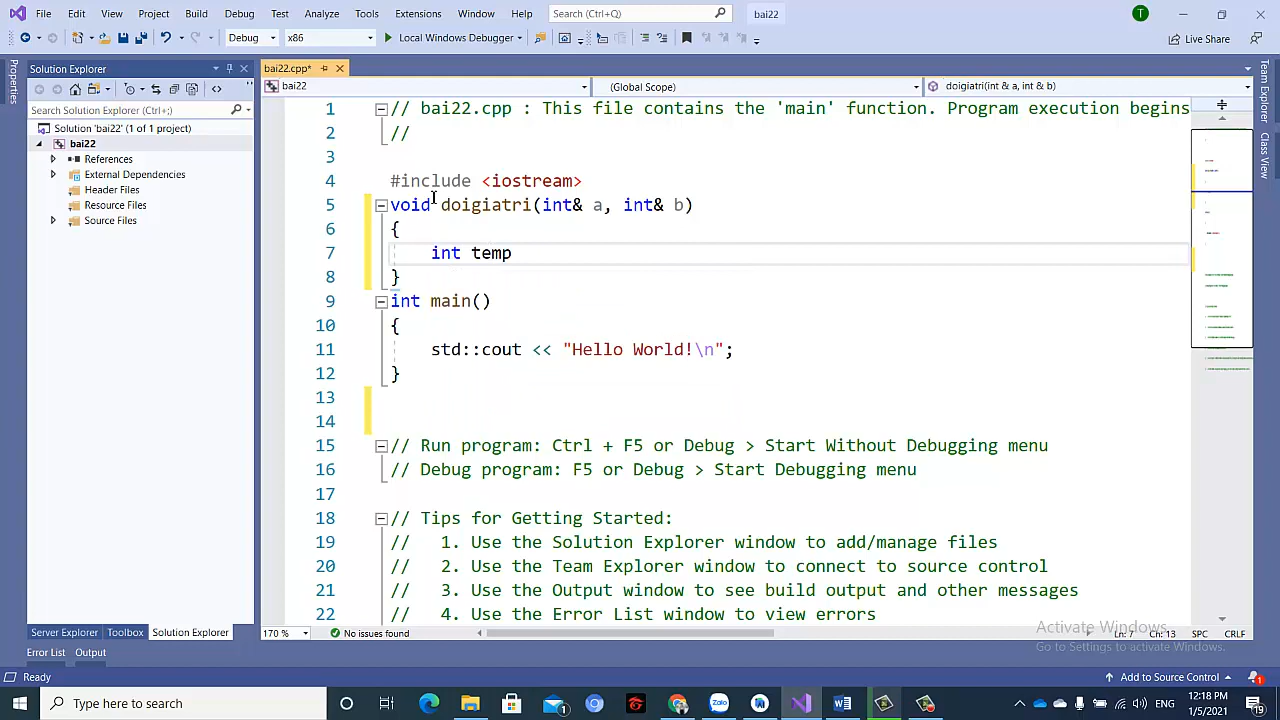 File Edit View Project Build Debug Test Analyze Tools Extensions Window Help Search (Ctrl+Q) bai22 T
Debug x86 Local Windows Debugger Live Share
Properties
Solution Explorer
Search Solution Explorer (Ctrl+;)
Solution 'bai22' (1 of 1 project)
bai22
References
External Dependencies
Header Files
Resource Files
Source Files
Server Explorer Toolbox Solution Explorer
bai22.cpp*
bai22 (Global Scope) doigiatri(int & a, int & b)
1 // bai22.cpp : This file contains the 'main' function. Program execution begins
2 //
3
4 #include <iostream>
5 void doigiatri(int& a, int& b)
6 {
7 int temp
8 }
9 int main()
10 {
11 std::cout << "Hello World!\n";
12 }
13
14
15 // Run program: Ctrl + F5 or Debug > Start Without Debugging menu
16 // Debug program: F5 or Debug > Start Debugging menu
17
18 // Tips for Getting Started:
19 // 1. Use the Solution Explorer window to add/manage files
20 // 2. Use the Team Explorer window to connect to source control
21 // 3. Use the Output window to see build output and other messages
22 // 4. Use the Error List window to view errors
Team Explorer
Class View
170 % No issues found Ln: 7 Ch: 13 SPC CRLF
Activate Windows
Go to Settings to activate Windows.
Error List Output
Ready Add to Source Control 1
Type here to search
12:18 PM
1/5/2021